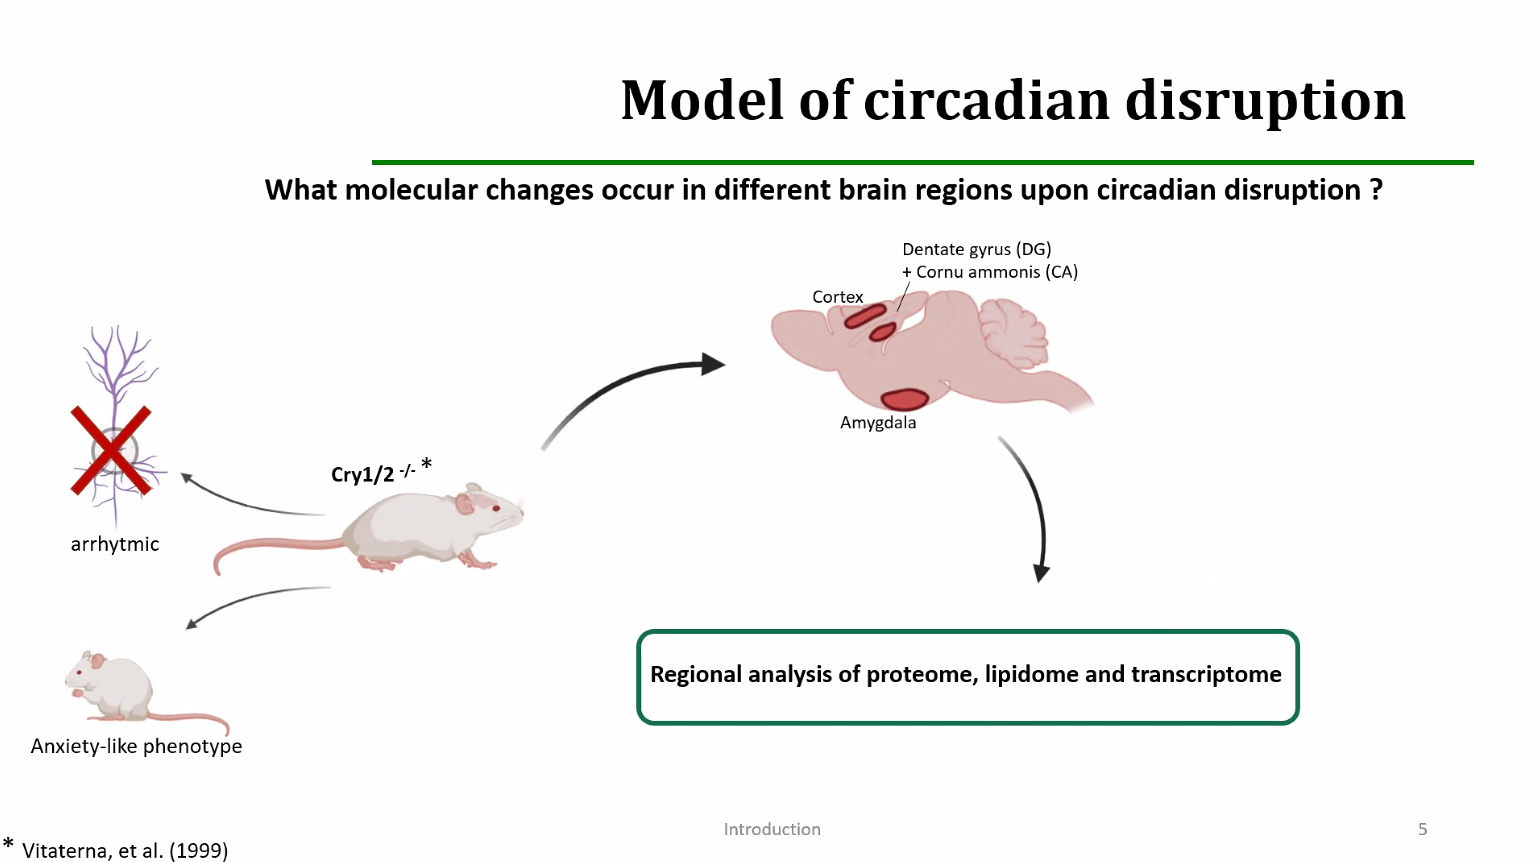 Model of circadian disruption
What molecular changes occur in different brain regions upon circadian disruption ?
Dentate gyrus (DG)
+ Cornu ammonis (CA)
Cortex
Amygdala
Cry1/2 -/- *
arrhytmic
Anxiety-like phenotype
Regional analysis of proteome, lipidome and transcriptome
* Vitaterna, et al. (1999)
Introduction
5